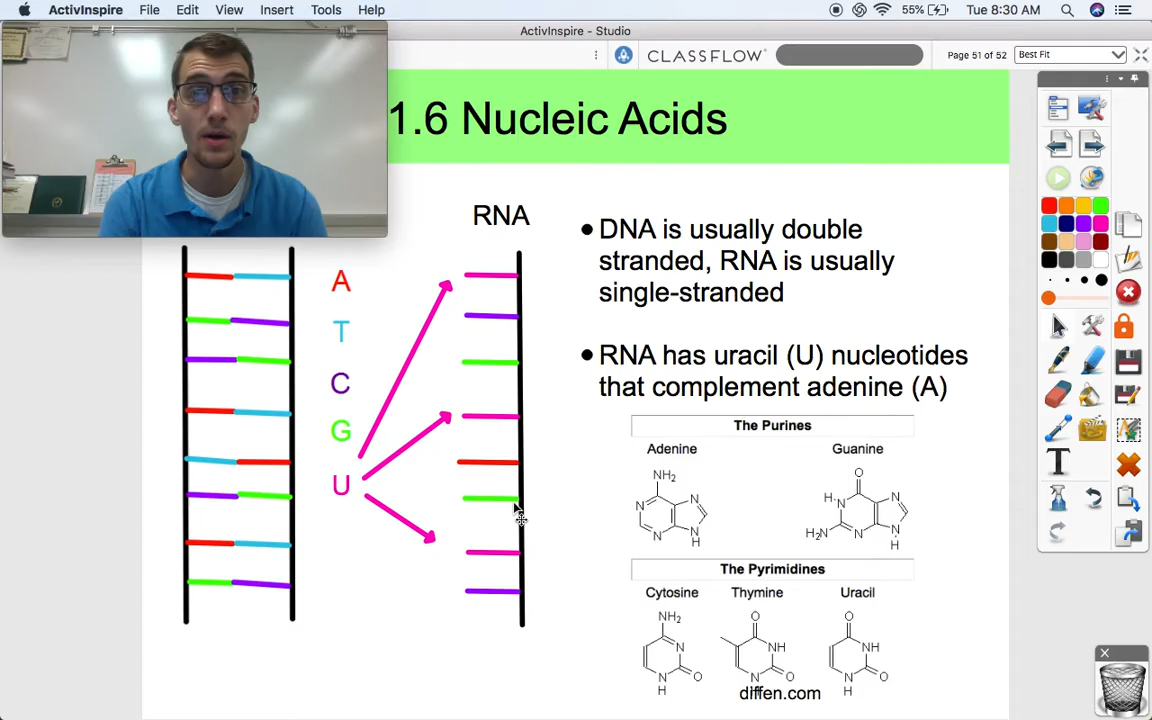 ActivInspire File Edit View Insert Tools Help 55% Tue 8:30 AM
ActivInspire - Studio
CLASSFLOW Page 51 of 52 Best Fit
1.6 Nucleic Acids
RNA
A
T
C
G
U
• DNA is usually double
stranded, RNA is usually
single-stranded
• RNA has uracil (U) nucleotides
that complement adenine (A)
The Purines
Adenine Guanine
NH2 N N N N H
O H N N N H2N N H
The Pyrimidines
Cytosine Thymine Uracil
NH2 N N H O
O NH N O
O NH N H O
diffen.com
T